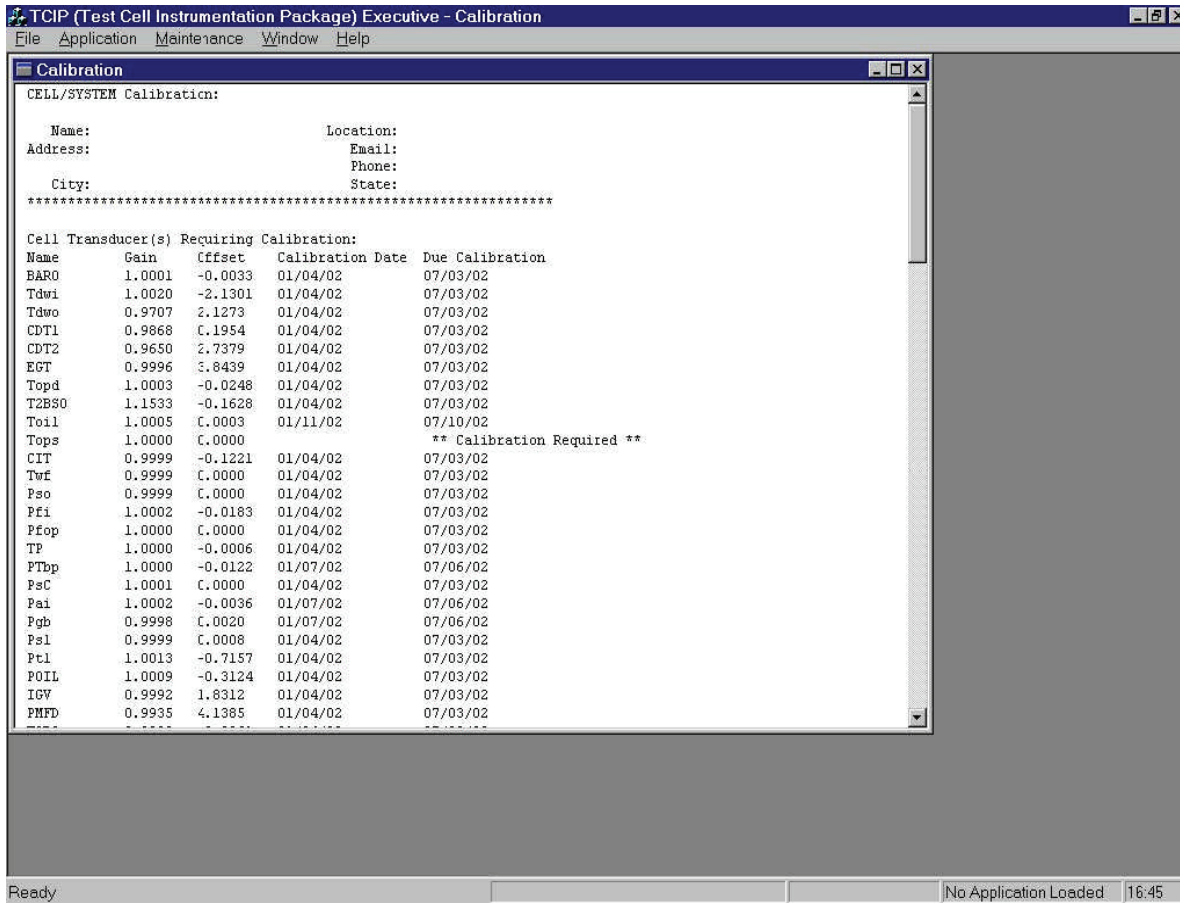 TCIP (Test Cell Instrumentation Package) Executive - Calibration
File Application Maintenance Window Help
Calibration
CELL/SYSTEM Calibration:
Name: Location:
Address: Email:
Phone:
City: State:
*****************************************************************
Cell Transducer(s) Requiring Calibration:
Name Gain Offset Calibration Date Due Calibration
BARO 1.0001 -0.0033 01/04/02 07/03/02
Tdwi 1.0020 -2.1301 01/04/02 07/03/02
Tdwo 0.9707 2.1273 01/04/02 07/03/02
CDT1 0.9868 0.1954 01/04/02 07/03/02
CDT2 0.9650 2.7379 01/04/02 07/03/02
EGT 0.9996 3.8439 01/04/02 07/03/02
Topd 1.0003 -0.0248 01/04/02 07/03/02
T2BSO 1.1533 -0.1628 01/04/02 07/03/02
Toil 1.0005 0.0003 01/11/02 07/10/02
Tops 1.0000 0.0000 ** Calibration Required **
CIT 0.9999 -0.1221 01/04/02 07/03/02
Twf 0.9999 0.0000 01/04/02 07/03/02
Pso 0.9999 0.0000 01/04/02 07/03/02
Pfi 1.0002 -0.0183 01/04/02 07/03/02
Pfop 1.0000 0.0000 01/04/02 07/03/02
TP 1.0000 -0.0006 01/04/02 07/03/02
PTbp 1.0000 -0.0122 01/07/02 07/06/02
PsC 1.0001 0.0000 01/04/02 07/03/02
Pai 1.0002 -0.0036 01/07/02 07/06/02
Pgb 0.9998 0.0020 01/07/02 07/06/02
Ps1 0.9999 0.0008 01/04/02 07/03/02
Pt1 1.0013 -0.7157 01/04/02 07/03/02
POIL 1.0009 -0.3124 01/04/02 07/03/02
IGV 0.9992 1.8312 01/04/02 07/03/02
PMFD 0.9935 4.1385 01/04/02 07/03/02
Ready No Application Loaded 16:45